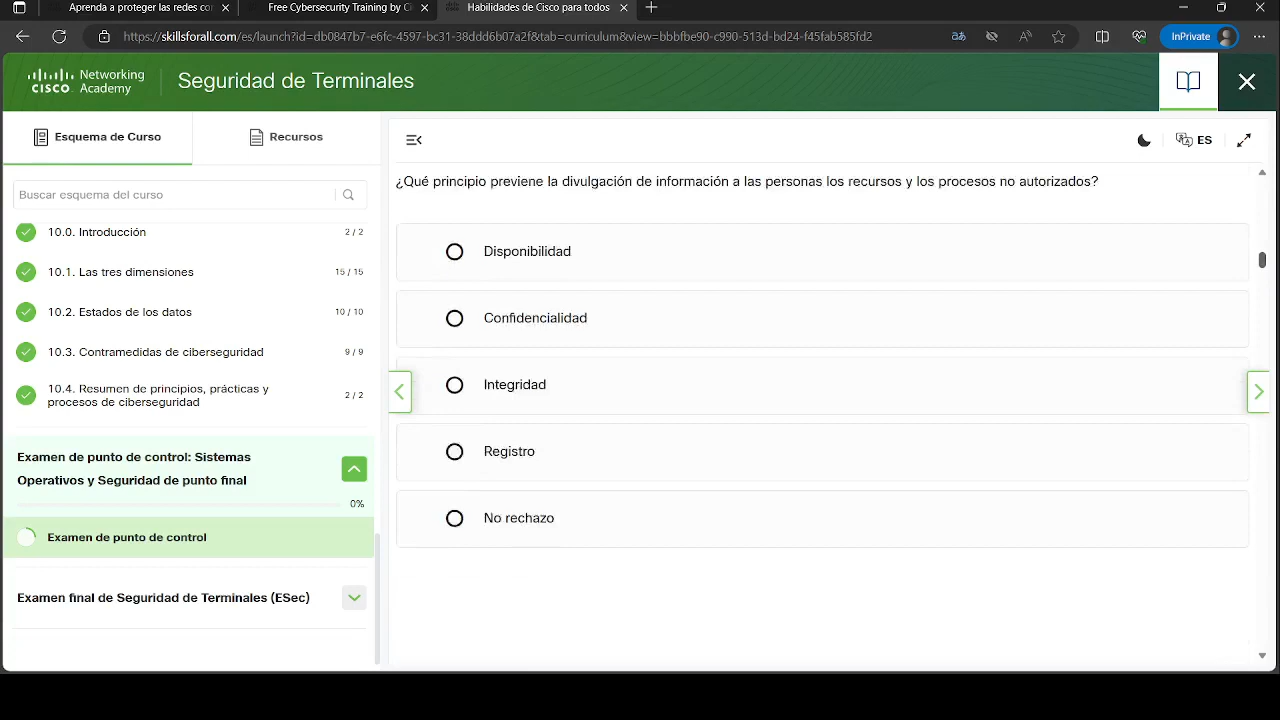 Aprenda a proteger las redes cor
Free Cybersecurity Training by Ci
Habilidades de Cisco para todos
https://skillsforall.com/es/launch?id=db0847b7-e6fc-4597-bc31-38ddd6b07a2f&tab=curriculum&view=bbbfbe90-c990-513d-bd24-f45fab585fd2
InPrivate
CISCO Networking Academy
Seguridad de Terminales
Esquema de Curso
Recursos
ES
Buscar esquema del curso
10.0. Introducción 2 / 2
10.1. Las tres dimensiones 15 / 15
10.2. Estados de los datos 10 / 10
10.3. Contramedidas de ciberseguridad 9 / 9
10.4. Resumen de principios, prácticas y
procesos de ciberseguridad 2 / 2
Examen de punto de control: Sistemas
Operativos y Seguridad de punto final
0%
Examen de punto de control
Examen final de Seguridad de Terminales (ESec)
¿Qué principio previene la divulgación de información a las personas los recursos y los procesos no autorizados?
Disponibilidad
Confidencialidad
Integridad
Registro
No rechazo